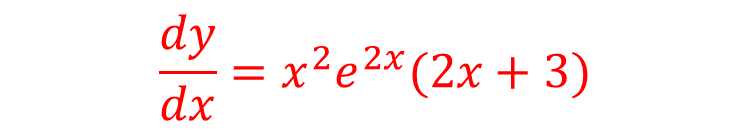 dy/dx = x²e²ˣ(2x + 3)